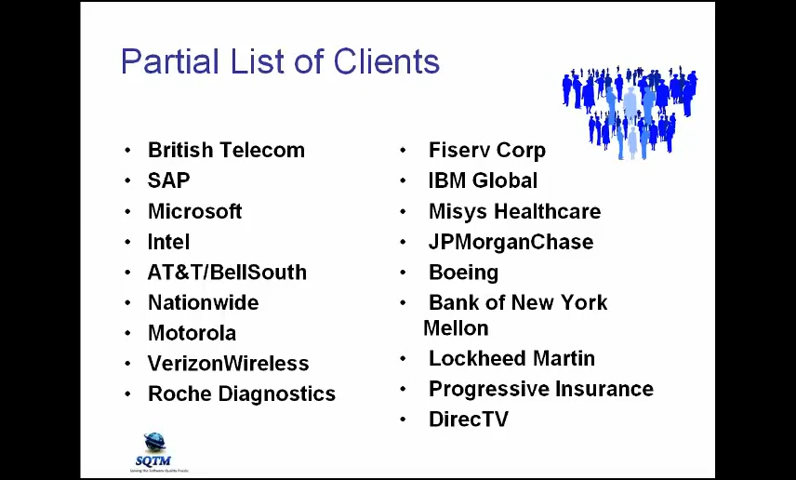 Partial List of Clients
• British Telecom
• SAP
• Microsoft
• Intel
• AT&T/BellSouth
• Nationwide
• Motorola
• VerizonWireless
• Roche Diagnostics
• Fiserv Corp
• IBM Global
• Misys Healthcare
• JPMorganChase
• Boeing
• Bank of New York
Mellon
• Lockheed Martin
• Progressive Insurance
• DirecTV
SQTM